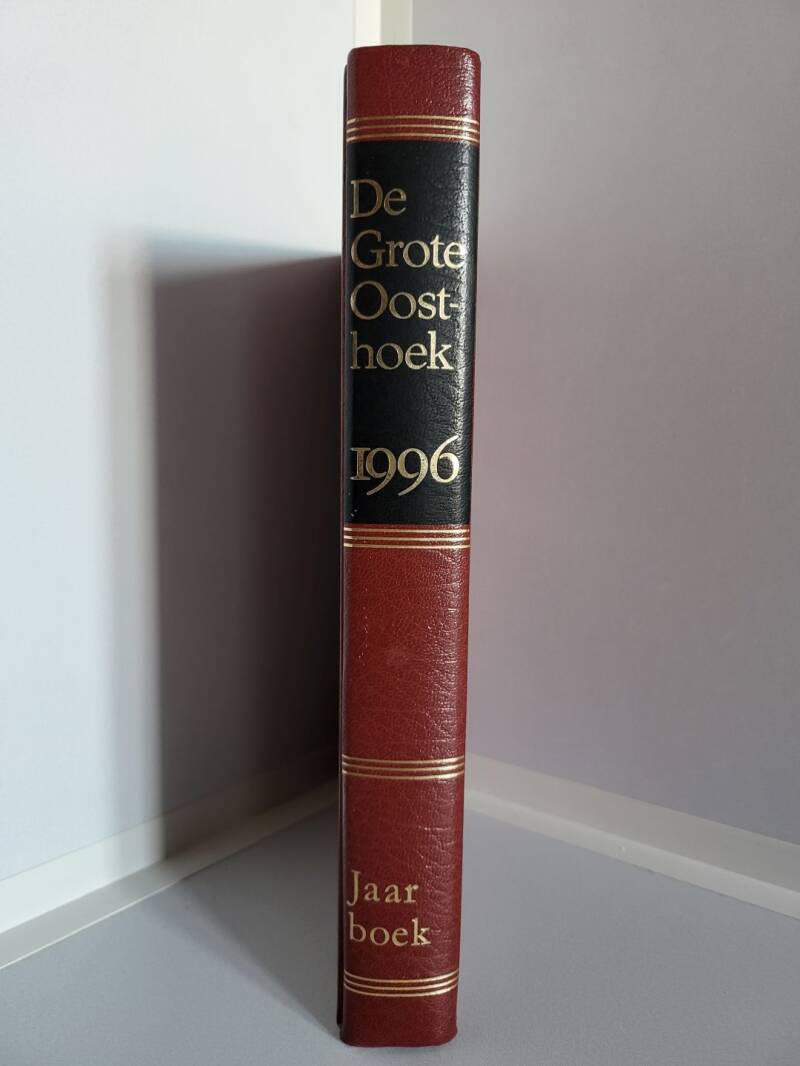 De
Grote
Oost-
hoek
1996
Jaar
boek